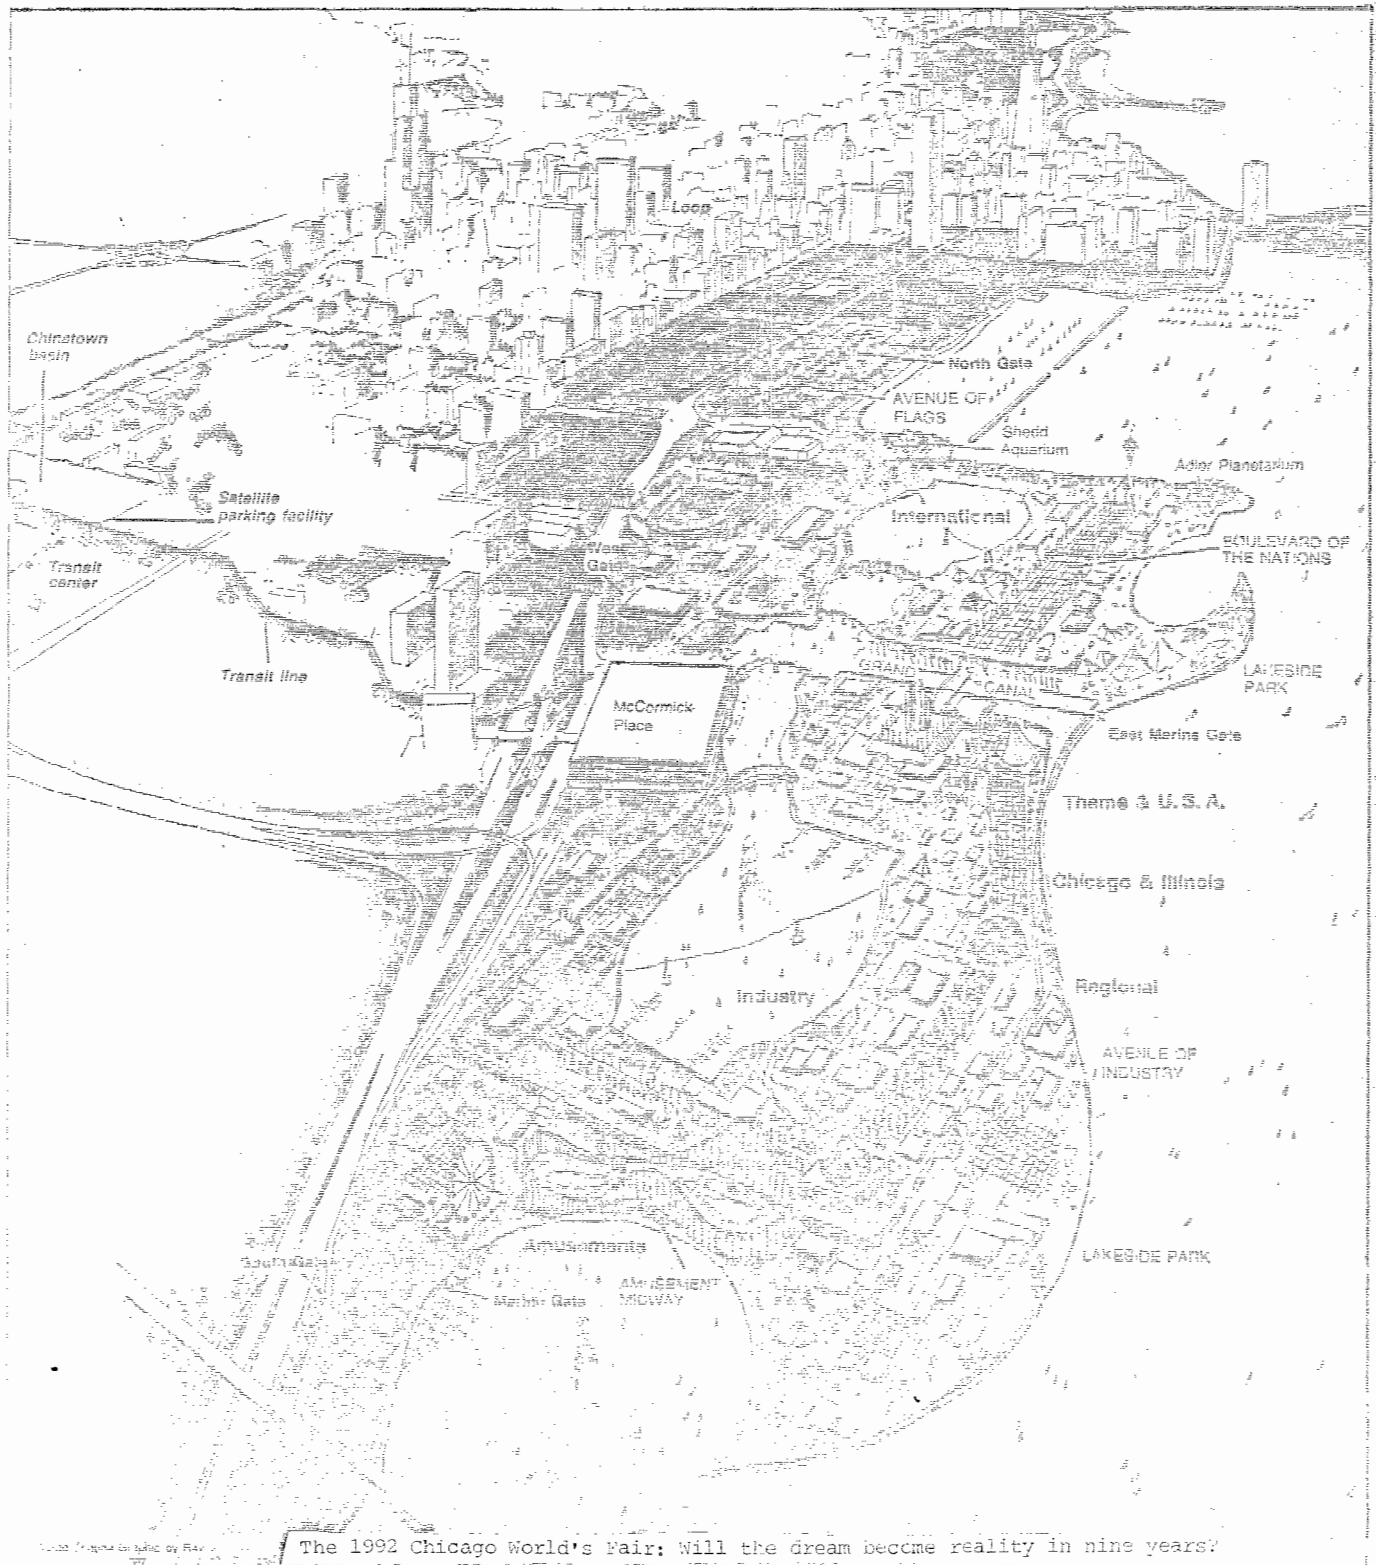 Loop
Chinatown
basin
North Gate
AVENUE OF
FLAGS
Shedd
Aquarium
Adler Planetarium
Satellite
parking facility
International
West
Gate
BOULEVARD OF
THE NATIONS
Transit
center
Transit line
GRAND
CANAL
LAKESIDE
PARK
McCormick
Place
East Marine Gate
Theme & U.S.A.
Chicago & Illinois
Industry
Regional
AVENUE OF
INDUSTRY
Amusements
South Gate
LAKESIDE PARK
AMUSEMENT
MIDWAY
Marine Gate
The 1992 Chicago World's Fair: Will the dream become reality in nine years?